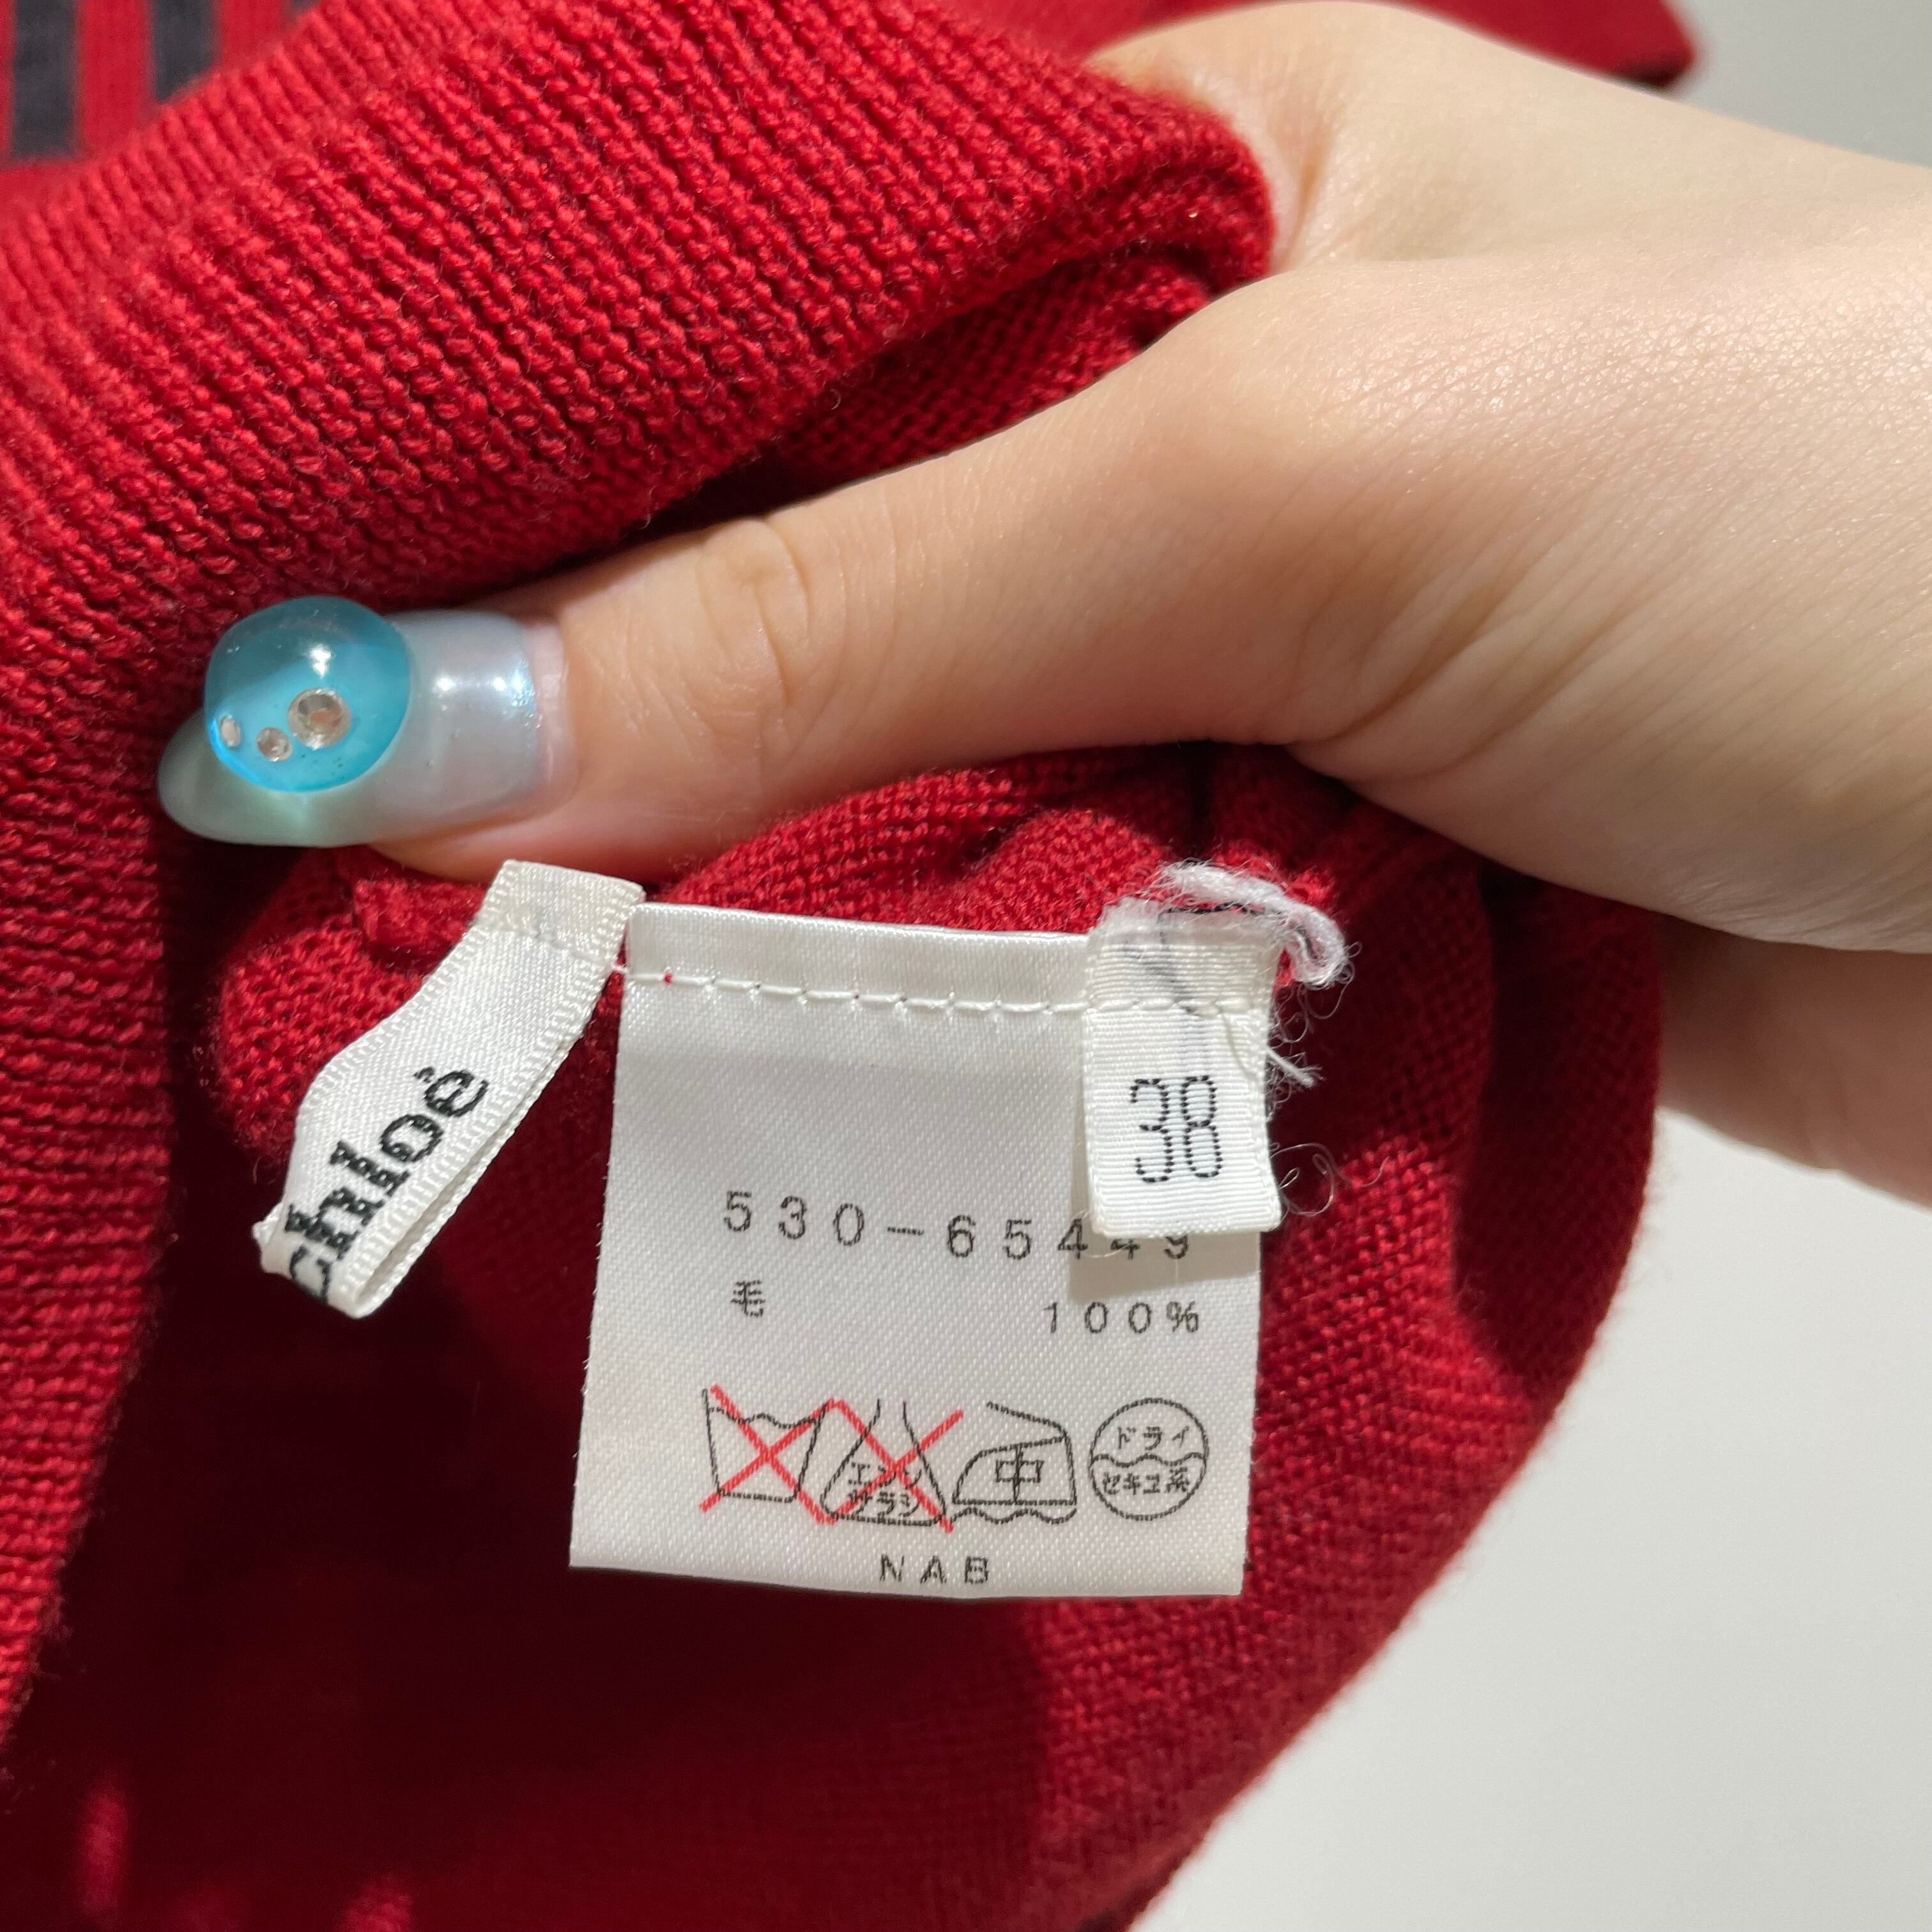 chloé
38
530-65449
毛 100%
エンソ
サラシ
中
ドライ
セキユ系
NAB